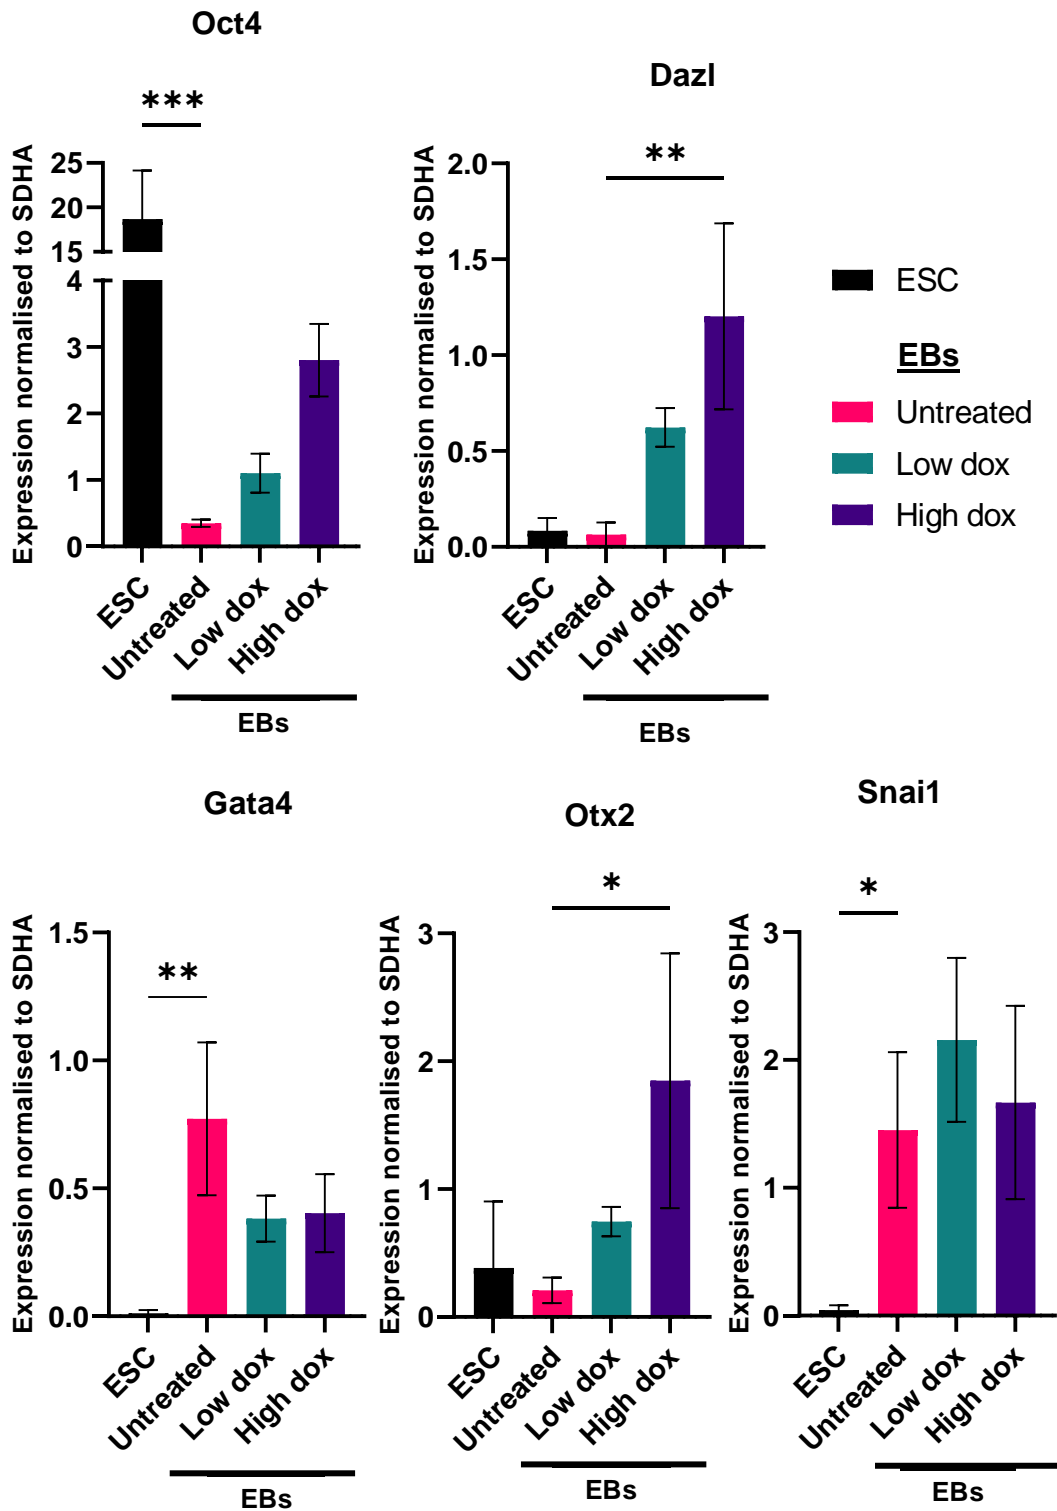 Oct4
***
Expression normalised to SDHA
25
20
15
4
3
2
1
0
ESC
Untreated
Low dox
High dox
EBs
Dazl
**
Expression normalised to SDHA
2.0
1.5
1.0
0.5
0.0
ESC
Untreated
Low dox
High dox
EBs
ESC
EBs
Untreated
Low dox
High dox
Gata4
**
Expression normalised to SDHA
1.5
1.0
0.5
0.0
ESC
Untreated
Low dox
High dox
EBs
Otx2
*
Expression normalised to SDHA
3
2
1
0
ESC
Untreated
Low dox
High dox
EBs
Snai1
*
Expression normalised to SDHA
3
2
1
0
ESC
Untreated
Low dox
High dox
EBs